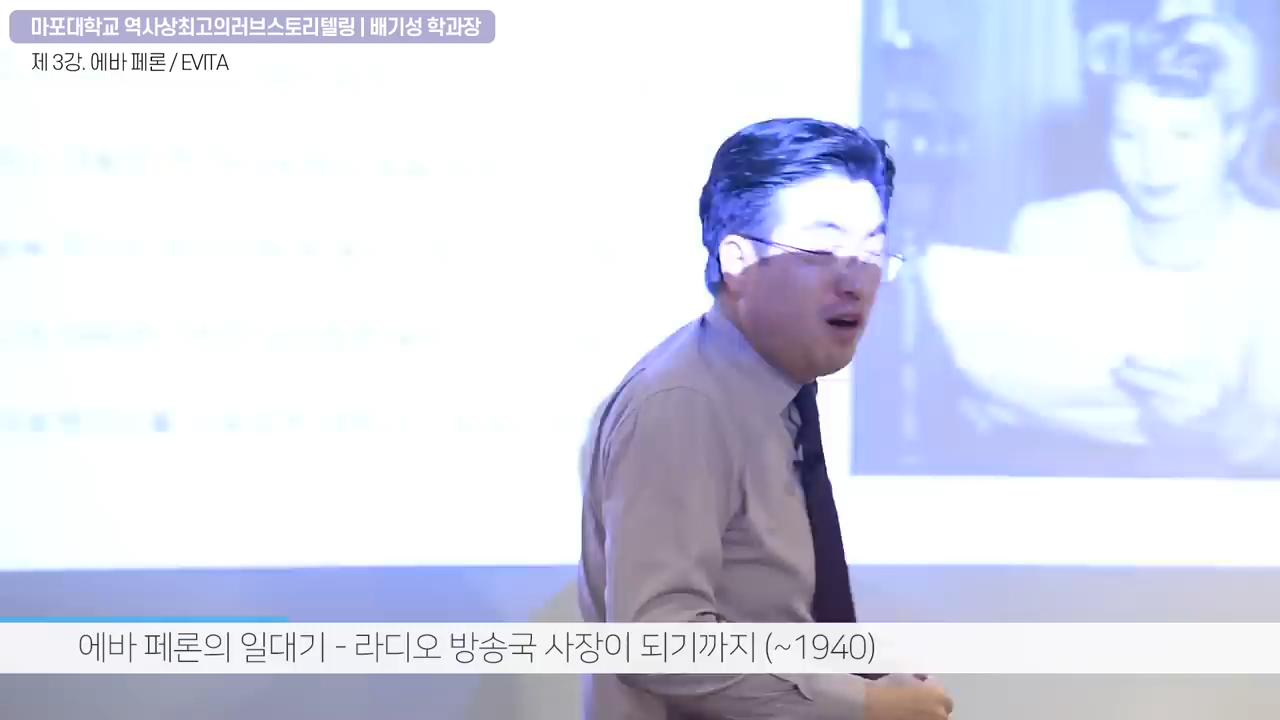 마포대학교 역사상최고의러브스토리텔링 | 배기성 학과장
제 3강. 에바 페론 / EVITA
에바 페론의 일대기 - 라디오 방송국 사장이 되기까지 (~1940)